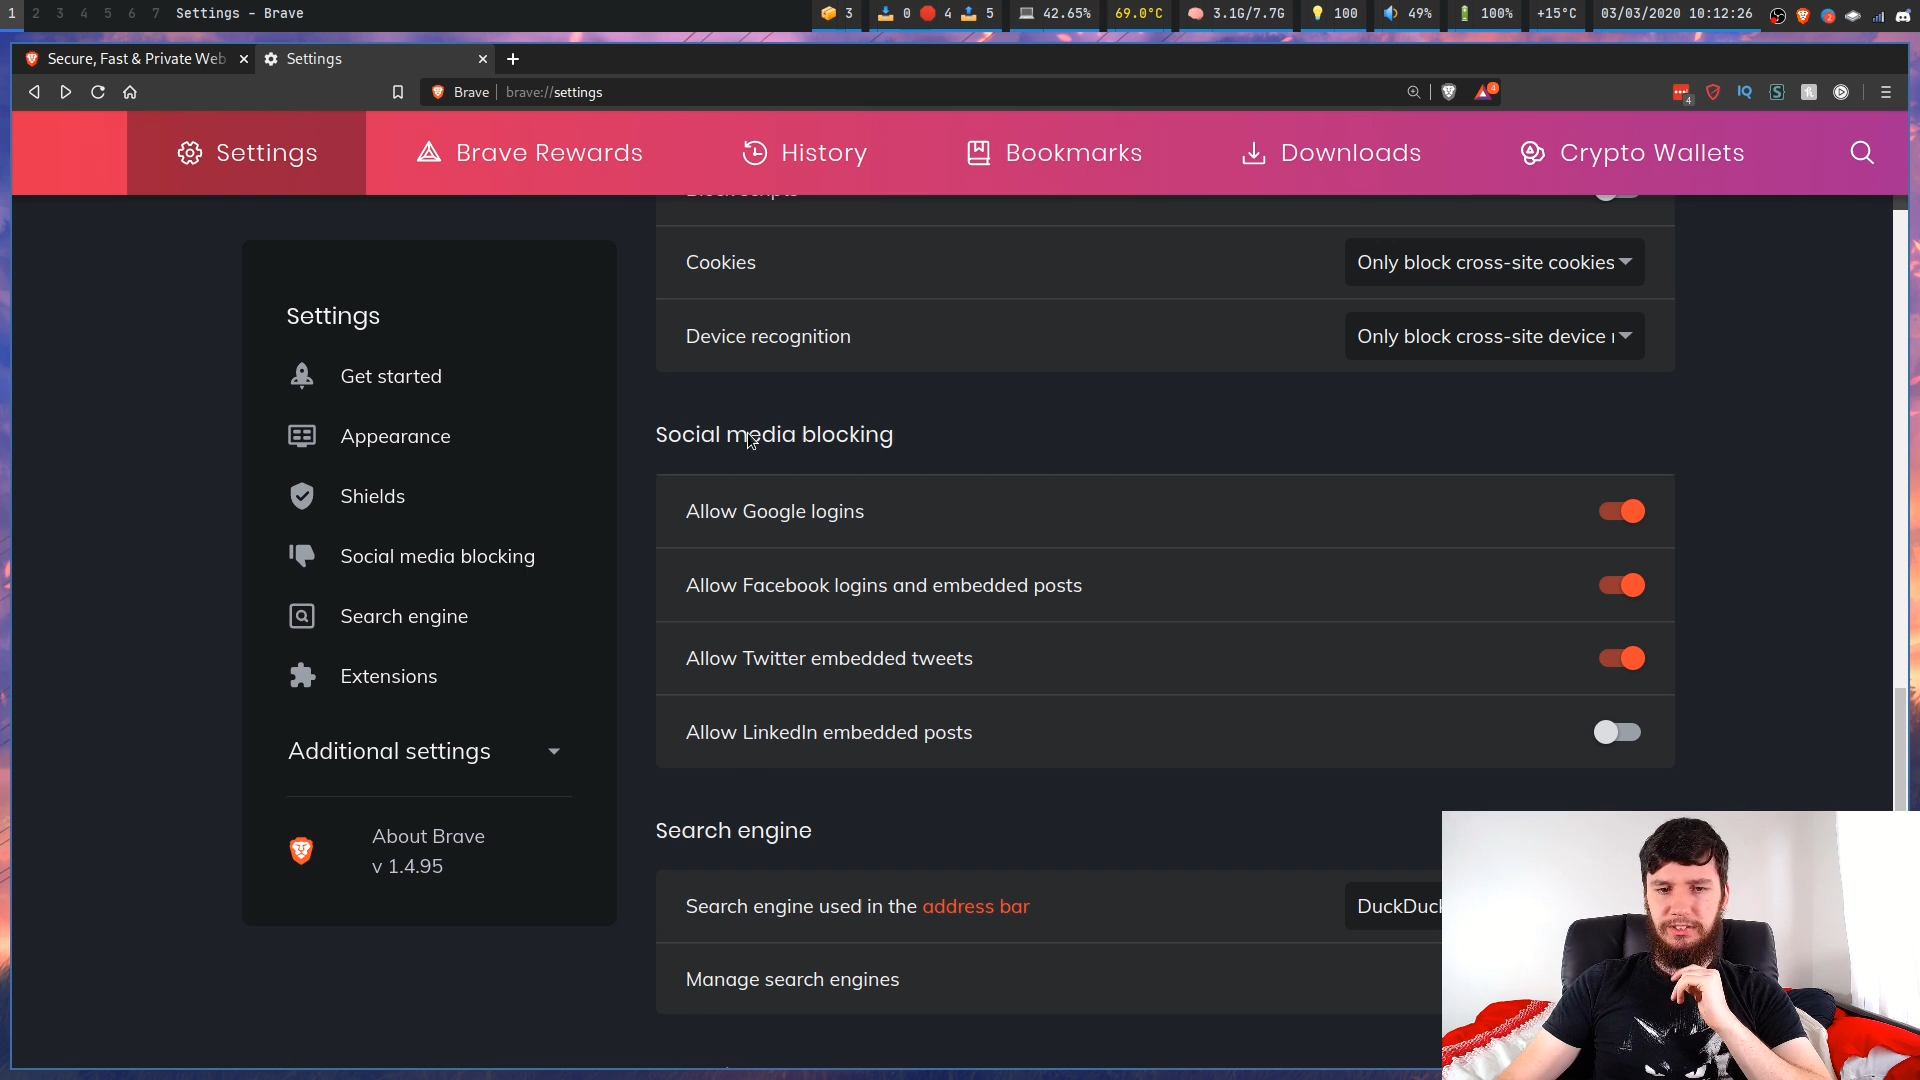 1 2 3 4 5 6 7 Settings - Brave 3 0 4 5 42.65% 69.0°C 3.1G/7.7G 100 49% 100% +15°C 03/03/2020 10:12:26
Secure, Fast & Private Web Settings
Brave brave://settings 4 4 IQ
Settings Brave Rewards History Bookmarks Downloads Crypto Wallets
Cookies Only block cross-site cookies
Device recognition Only block cross-site device
Settings
Get started
Appearance
Shields
Social media blocking
Search engine
Extensions
Additional settings
About Brave
v 1.4.95
Social media blocking
Allow Google logins
Allow Facebook logins and embedded posts
Allow Twitter embedded tweets
Allow LinkedIn embedded posts
Search engine
Search engine used in the address bar DuckDuck
Manage search engines